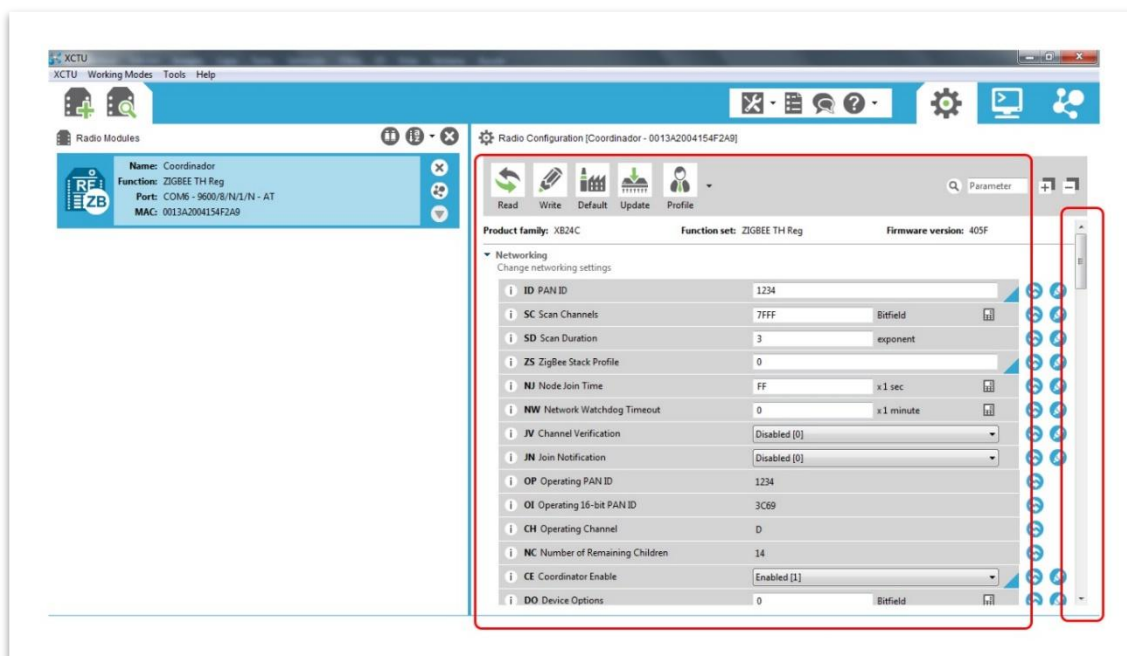 XCTU
XCTU Working Modes Tools Help
Radio Modules
Name: Coordinador
Function: ZIGBEE TH Reg
Port: COM6 - 9600/8/N/1/N - AT
MAC: 0013A2004154F2A9
RF
ZB
Radio Configuration [Coordinador - 0013A2004154F2A9]
Read Write Default Update Profile
Parameter
Product family: XB24C Function set: ZIGBEE TH Reg Firmware version: 405F
Networking
Change networking settings
i ID PAN ID 1234
i SC Scan Channels 7FFF Bitfield
i SD Scan Duration 3 exponent
i ZS ZigBee Stack Profile 0
i NJ Node Join Time FF x 1 sec
i NW Network Watchdog Timeout 0 x 1 minute
i JV Channel Verification Disabled [0]
i JN Join Notification Disabled [0]
i OP Operating PAN ID 1234
i OI Operating 16-bit PAN ID 3C69
i CH Operating Channel D
i NC Number of Remaining Children 14
i CE Coordinator Enable Enabled [1]
i DO Device Options 0 Bitfield